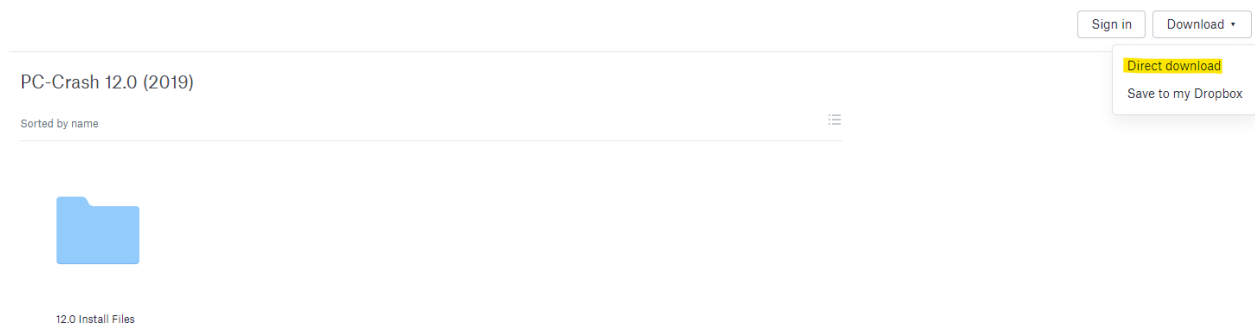 Sign in
Download
Direct download
Save to my Dropbox
PC-Crash 12.0 (2019)
Sorted by name
12.0 Install Files